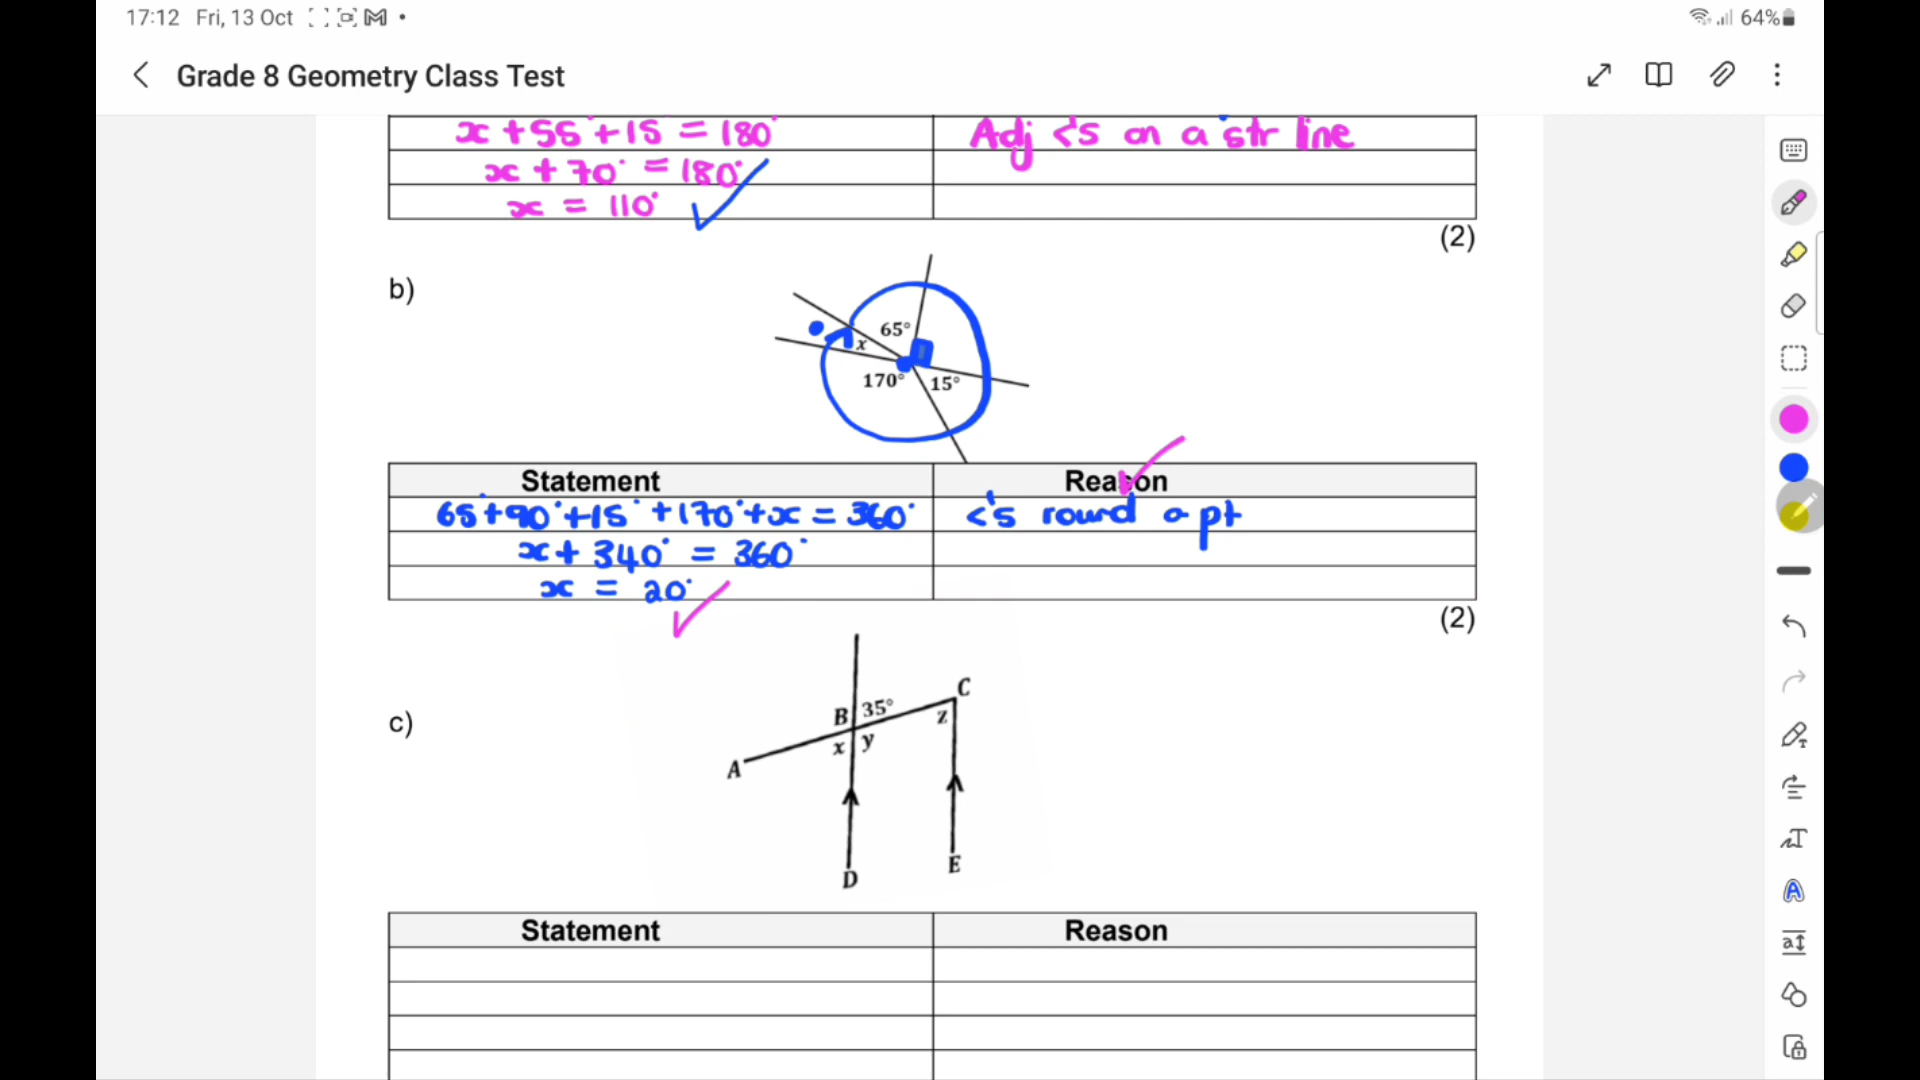 17:12 Fri, 13 Oct
64%
Grade 8 Geometry Class Test
x + 55° + 15 = 180°
Adj <'s on a str line
x + 70° = 180°
x = 110°
(2)
b)
65°
x
170°
15°
Statement
Reason
65°+90°+15°+170°+x = 360°
<'s round a pt
x + 340° = 360°
x = 20°
(2)
c)
C
B
35°
z
x
y
A
E
D
Statement
Reason